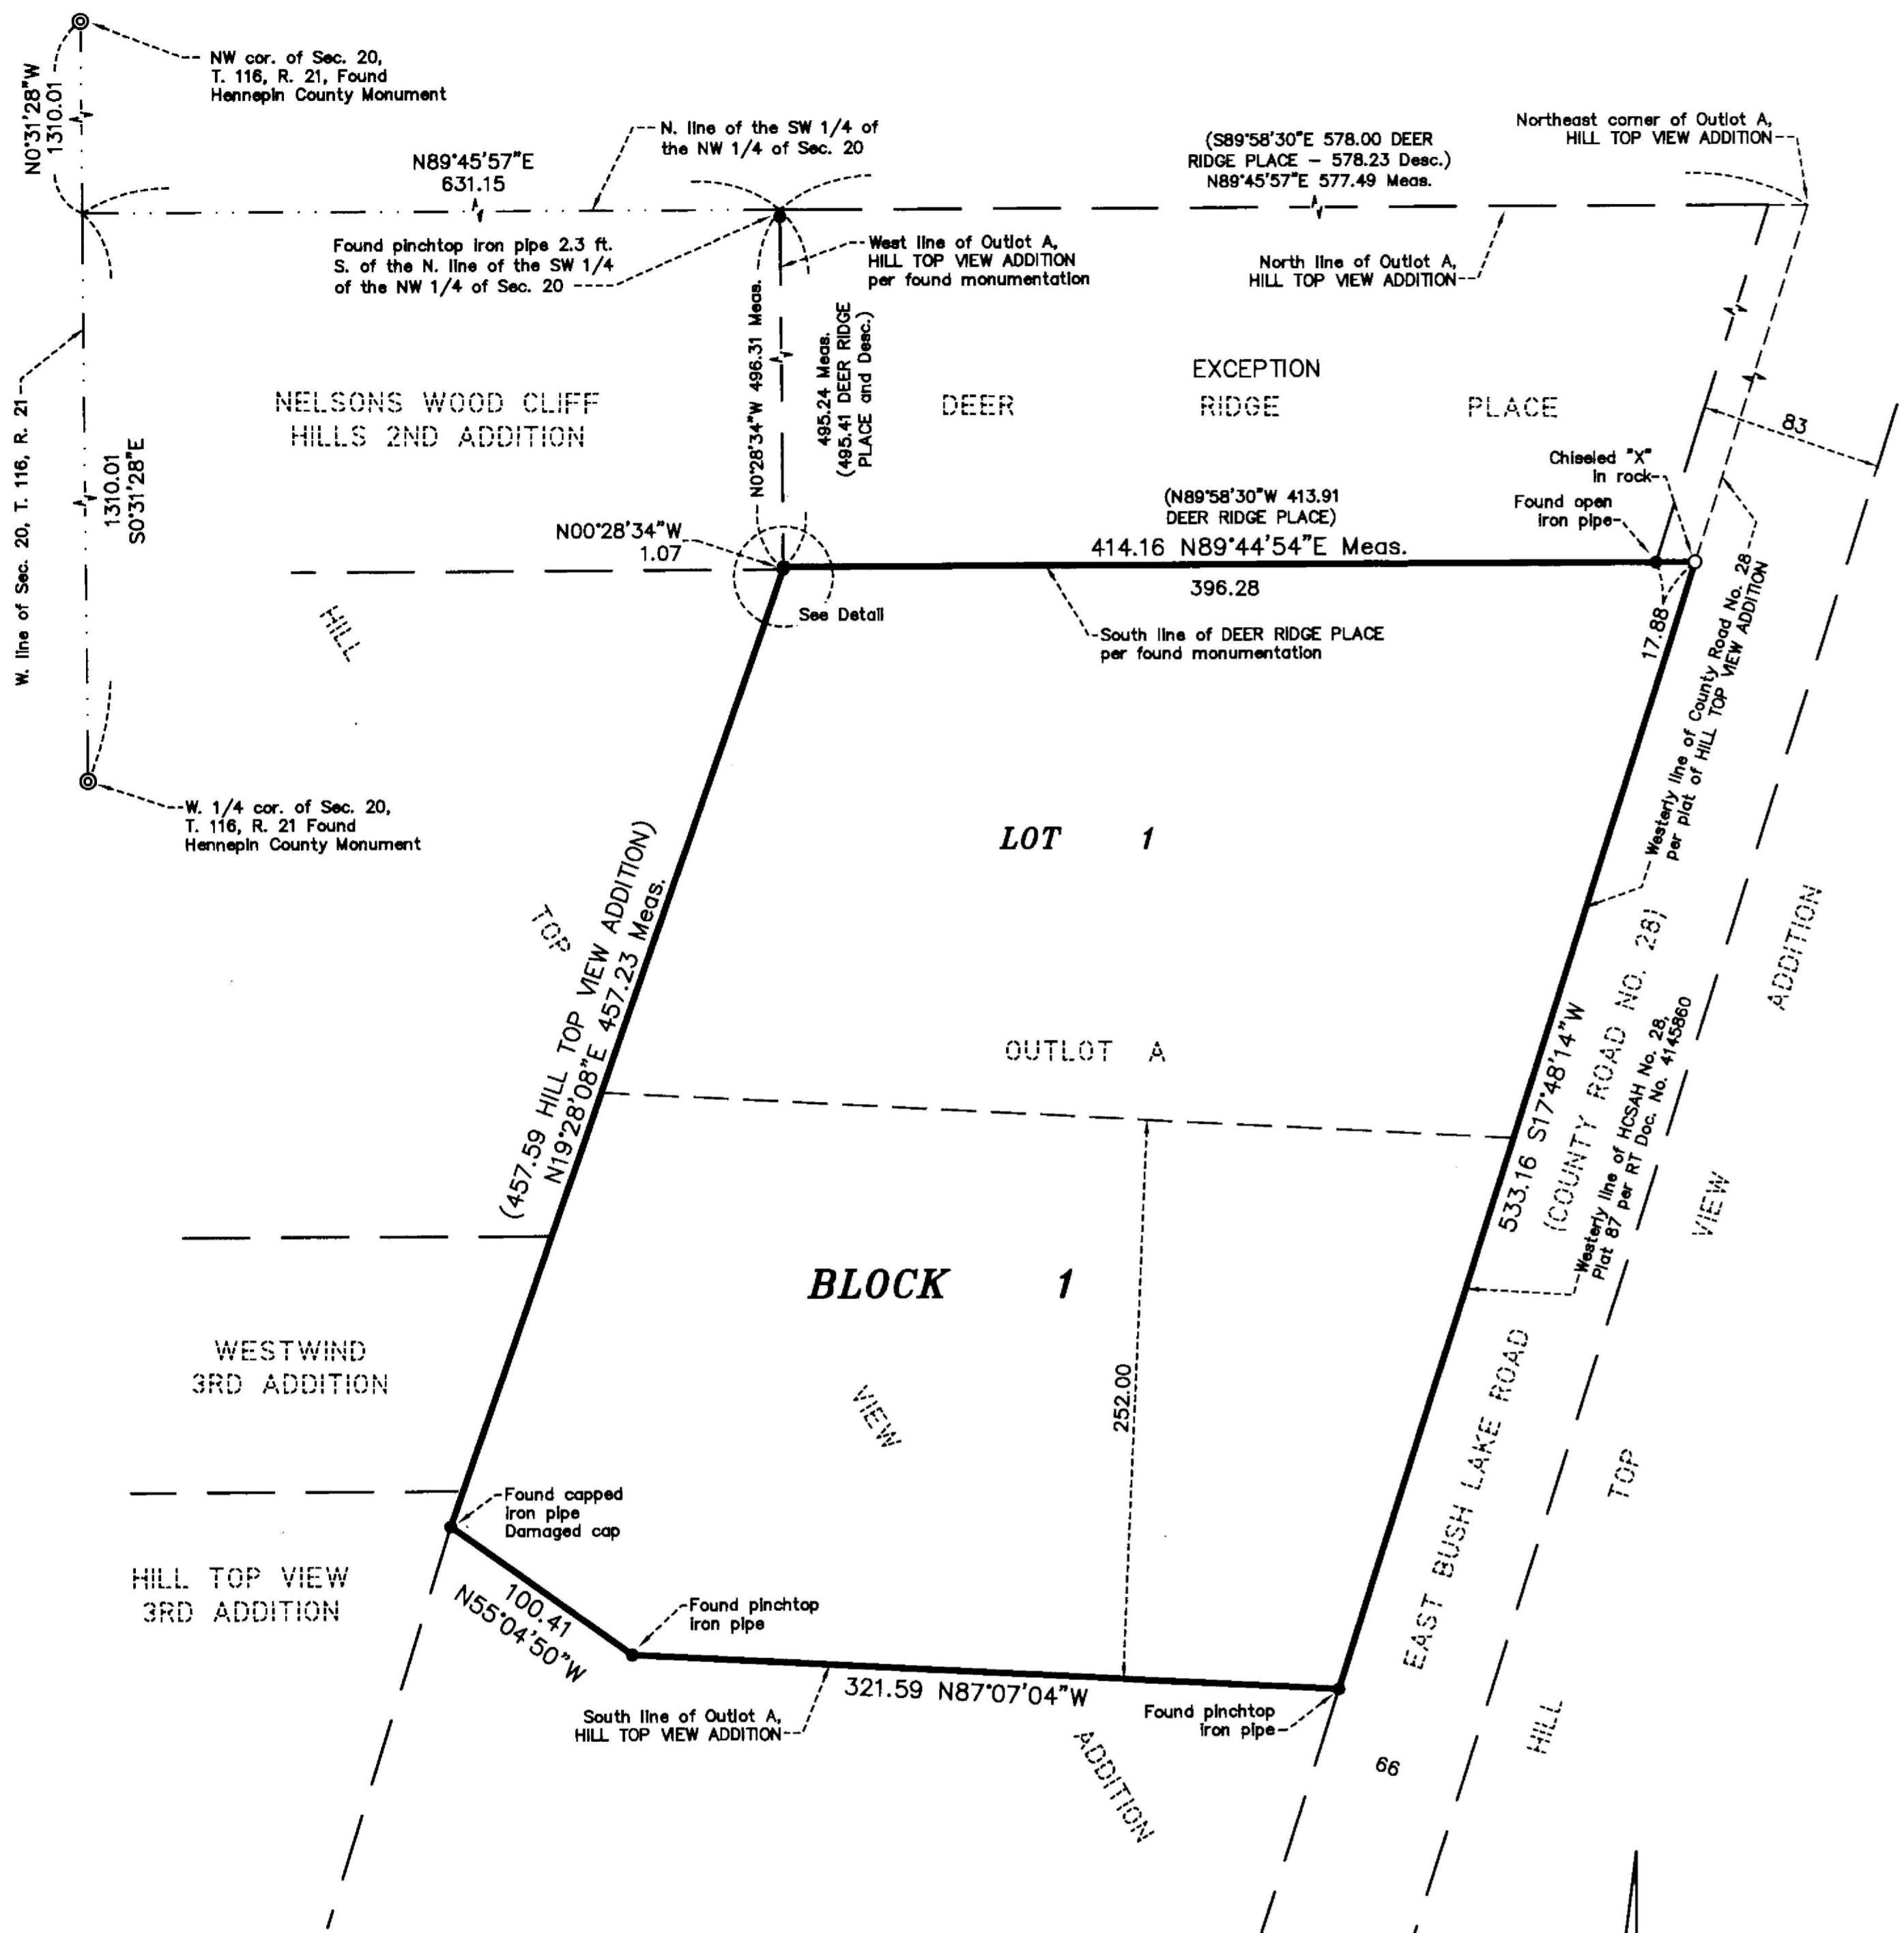 NW cor. of Sec. 20,
T. 116, R. 21, Found
Hennepin County Monument
N0°31'28"W
1310.01
N89°45'57"E
631.15
N. line of the SW 1/4 of
the NW 1/4 of Sec. 20
(S89°58'30"E 578.00 DEER
RIDGE PLACE - 578.23 Desc.)
N89°45'57"E 577.49 Meas.
Northeast corner of Outlot A,
HILL TOP VIEW ADDITION
Found pinchtop iron pipe 2.3 ft.
S. of the N. line of the SW 1/4
of the NW 1/4 of Sec. 20
West line of Outlot A,
HILL TOP VIEW ADDITION
per found monumentation
North line of Outlot A,
HILL TOP VIEW ADDITION
W. line of Sec. 20, T. 116, R. 21
1310.01
S0°31'28"E
NELSONS WOOD CLIFF
HILLS 2ND ADDITION
N0°28'34"W 496.31 Meas.
495.24 Meas.
(495.41 DEER RIDGE
PLACE and Desc.)
EXCEPTION
DEER RIDGE PLACE
83
Chiseled "X"
in rock
Found open
iron pipe
(N89°58'30"W 413.91
DEER RIDGE PLACE)
414.16 N89°44'54"E Meas.
396.28
N00°28'34"W
1.07
See Detail
South line of DEER RIDGE PLACE
per found monumentation
17.88
Westerly line of County Road No. 28
per plat of HILL TOP VIEW ADDITION
HILL
W. 1/4 cor. of Sec. 20,
T. 116, R. 21 Found
Hennepin County Monument
LOT 1
TOP
(457.59 HILL TOP VIEW ADDITION)
N19°28'08"E 457.23 Meas.
ADDITION
OUTLOT A
533.16 S17°48'14"W
(COUNTY ROAD NO. 28)
Westerly line of HCSAH No. 28,
Plat 87 per RT Doc. No. 4145860
VIEW
BLOCK 1
WESTWIND
3RD ADDITION
252.00
VIEW
EAST BUSH LAKE ROAD
TOP
Found capped
iron pipe
Damaged cap
HILL TOP VIEW
3RD ADDITION
100.41
N55°04'50"W
Found pinchtop
iron pipe
321.59 N87°07'04"W
South line of Outlot A,
HILL TOP VIEW ADDITION
Found pinchtop
iron pipe
HILL
66
ADDITION